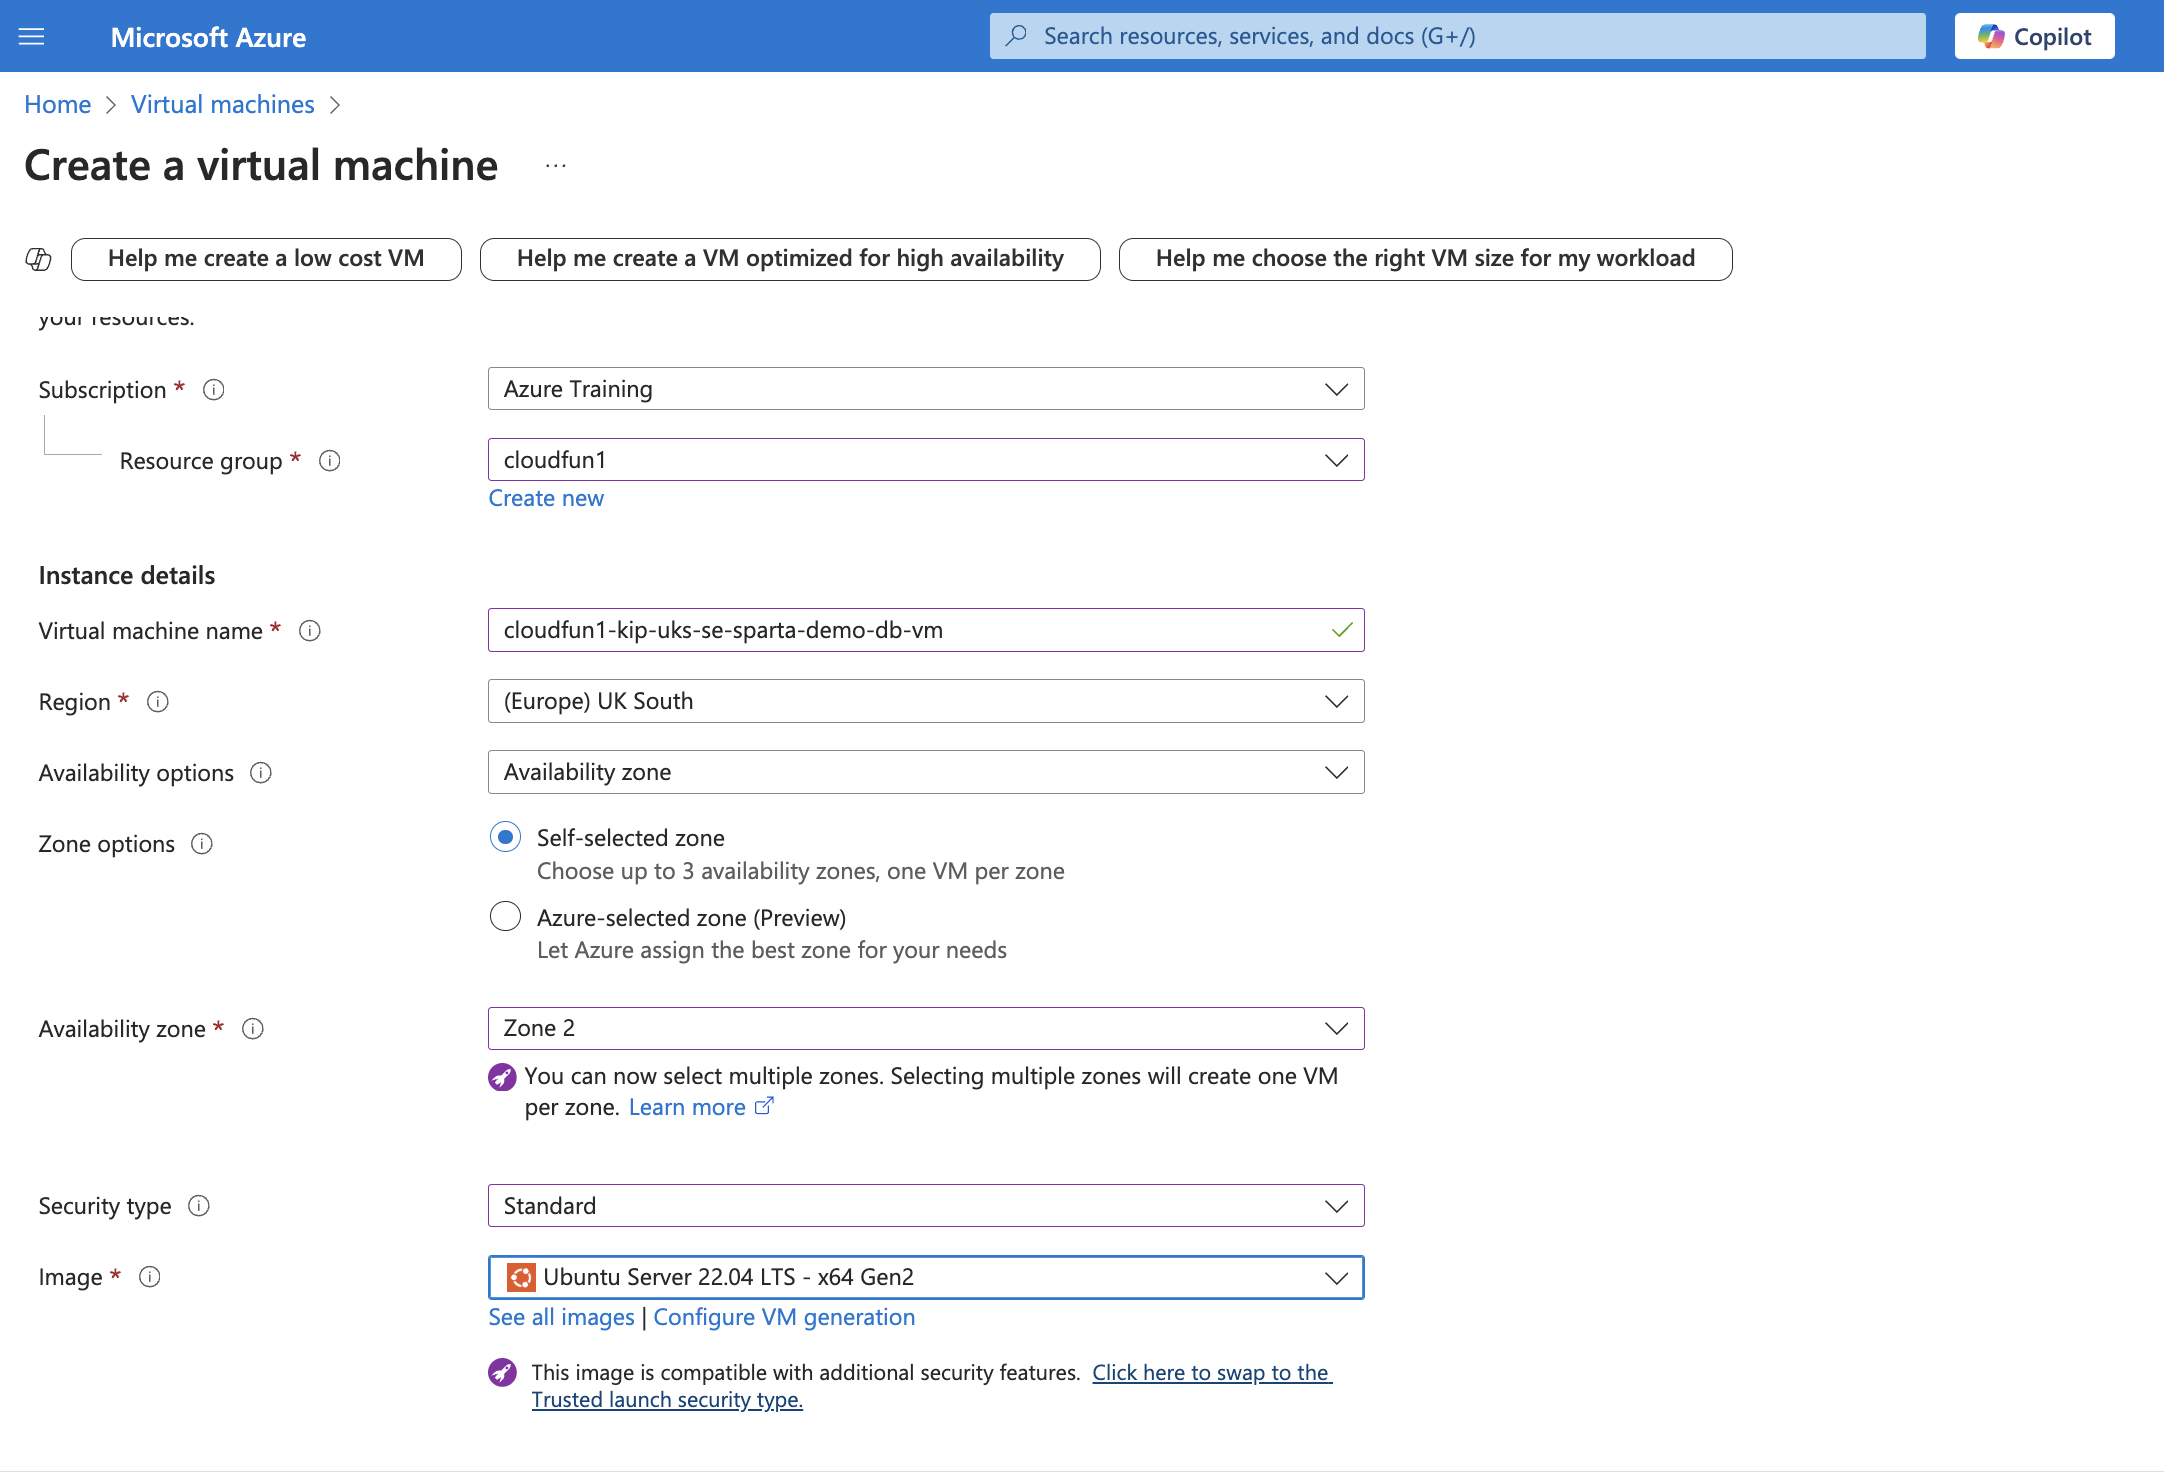 Microsoft Azure
Search resources, services, and docs (G+/)
Copilot
Home > Virtual machines >
Create a virtual machine ...
Help me create a low cost VM
Help me create a VM optimized for high availability
Help me choose the right VM size for my workload
your resources.
Subscription *
Azure Training
Resource group *
cloudfun1
Create new
Instance details
Virtual machine name *
cloudfun1-kip-uks-se-sparta-demo-db-vm
Region *
(Europe) UK South
Availability options
Availability zone
Zone options
Self-selected zone
Choose up to 3 availability zones, one VM per zone
Azure-selected zone (Preview)
Let Azure assign the best zone for your needs
Availability zone *
Zone 2
You can now select multiple zones. Selecting multiple zones will create one VM
per zone. Learn more
Security type
Standard
Image *
Ubuntu Server 22.04 LTS - x64 Gen2
See all images | Configure VM generation
This image is compatible with additional security features. Click here to swap to the
Trusted launch security type.